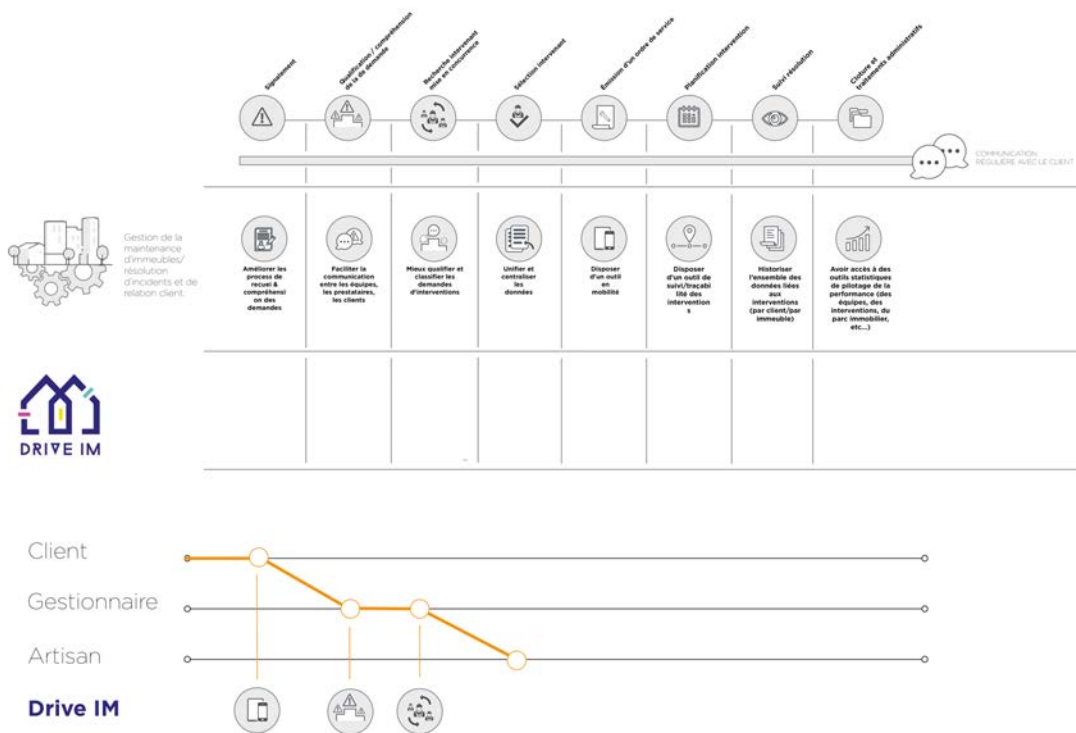 Signalement
Qualification / compréhension
de la de demande
Recherche intervenant
mise en concurrence
Sélection intervenant
Émission d'un ordre de service
Planification intervention
Suivi résolution
Cloture et
traitements administratifs
COMMUNICATION
RÉGULIÈRE AVEC LE CLIENT
Gestion de la
maintenance
d'immeubles/
résolution
d'incidents et de
relation client.
Améliorer les
process de
recueil &
compréhensi
on des
demandes
Faciliter la
communication
entre les équipes,
les prestataires,
les clients
Mieux qualifier et
classifier les
demandes
d'interventions
Unifier et
centraliser
les
données
Disposer
d'un outil
en
mobilité
Disposer
d'un outil de
suivi/traçabi
lité des
intervention
s
Historiser
l'ensemble des
données liées
aux
interventions
(par client/par
immeuble)
Avoir accès à des
outils statistiques
de pilotage de la
performance (des
équipes, des
interventions, du
parc immobilier,
etc...)
DRIVE IM
Client
Gestionnaire
Artisan
Drive IM